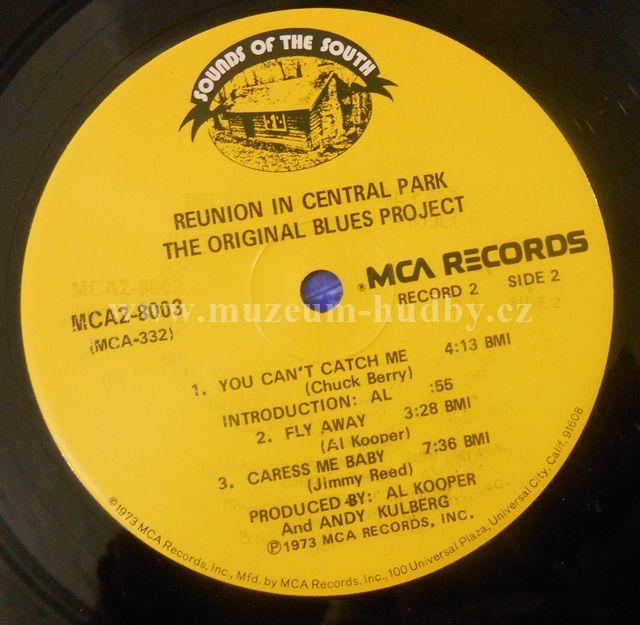 SOUNDS OF THE SOUTH
REUNION IN CENTRAL PARK
THE ORIGINAL BLUES PROJECT
MCA RECORDS
®
MCA2-8003
(MCA-332)
RECORD 2 SIDE 2
www.muzeum-hudby.cz
1. YOU CAN'T CATCH ME 4:13 BMI
(Chuck Berry)
INTRODUCTION: AL :55
2. FLY AWAY 3:28 BMI
(Al Kooper)
3. CARESS ME BABY 7:36 BMI
(Jimmy Reed)
PRODUCED BY: AL KOOPER
And ANDY KULBERG
℗1973 MCA RECORDS, INC.
©1973 MCA Records, Inc., Mfd. by MCA Records, Inc., 100 Universal Plaza, Universal City, Calif. 91608